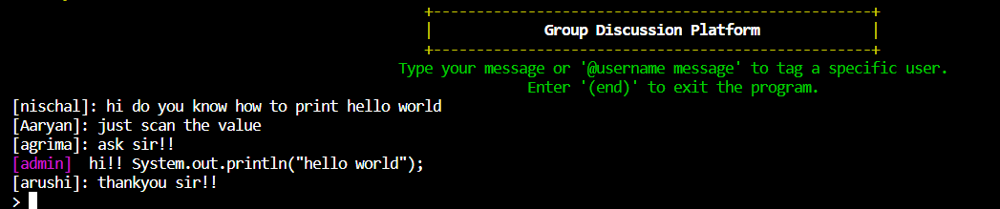 Group Discussion Platform
Type your message or '@username message' to tag a specific user.
Enter '(end)' to exit the program.
[nischal]: hi do you know how to print hello world
[Aaryan]: just scan the value
[agrima]: ask sir!!
[admin]  hi!! System.out.println("hello world");
[arushi]: thankyou sir!!
>